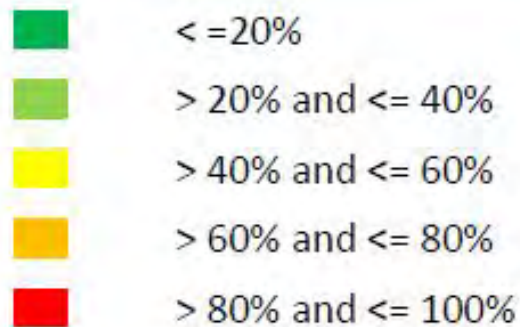 < =20%
> 20% and <= 40%
> 40% and <= 60%
> 60% and <= 80%
> 80% and <= 100%